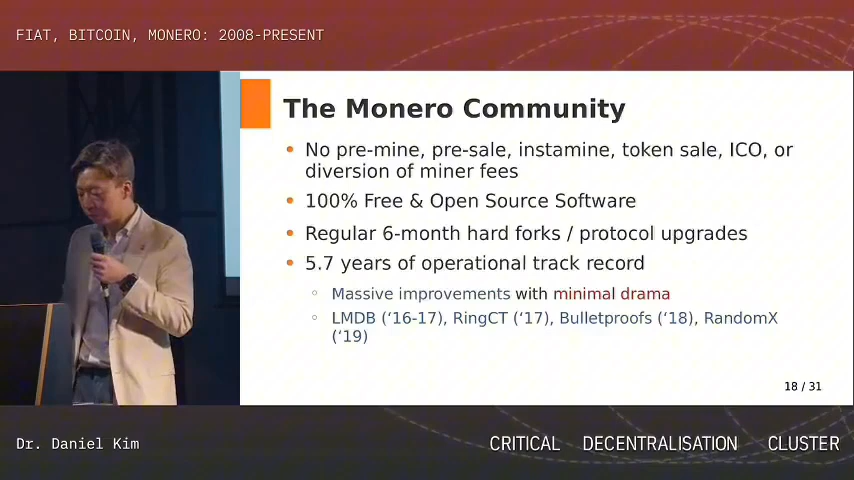 FIAT, BITCOIN, MONERO: 2008-PRESENT
The Monero Community
No pre-mine, pre-sale, instamine, token sale, ICO, or
diversion of miner fees
100% Free & Open Source Software
Regular 6-month hard forks / protocol upgrades
5.7 years of operational track record
Massive improvements with minimal drama
LMDB (‘16-17), RingCT (‘17), Bulletproofs (‘18), RandomX
(‘19)
18 / 31
Dr. Daniel Kim
CRITICAL DECENTRALISATION CLUSTER